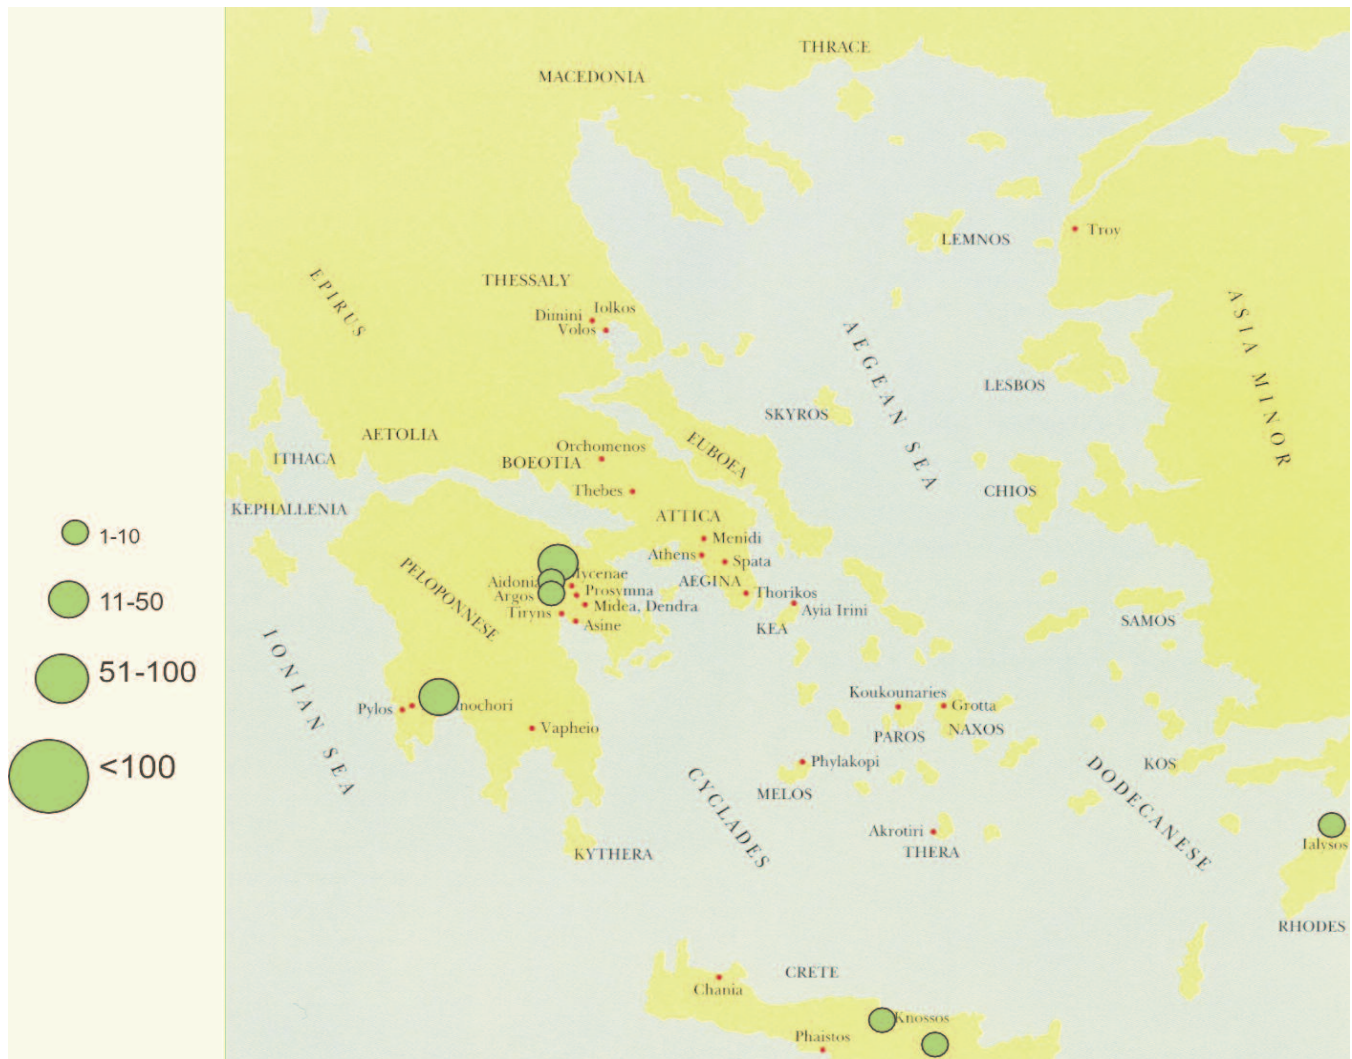 THRACE
MACEDONIA
Troy
LEMNOS
EPIRUS
THESSALY
Iolkos
Dimini
Volos
AEGEAN SEA
ASIA MINOR
LESBOS
SKYROS
AETOLIA
EUBOEA
Orchomenos
BOEOTIA
ITHACA
Thebes
CHIOS
KEPHALLENIA
ATTICA
1-10
Menidi
Athens
Spata
PELOPONNESE
Mycenae
Aidonia
AEGINA
Prosymna
Argos
Thorikos
11-50
Midea, Dendra
Tiryns
Ayia Irini
Asine
KEA
SAMOS
IONIAN SEA
51-100
Koukounaries
Grotta
Pylos
nochori
Vapheio
PAROS
NAXOS
<100
Phylakopi
KOS
MELOS
CYCLADES
DODECANESE
Akrotiri
THERA
KYTHERA
Ialysos
RHODES
CRETE
Chania
Knossos
Phaistos